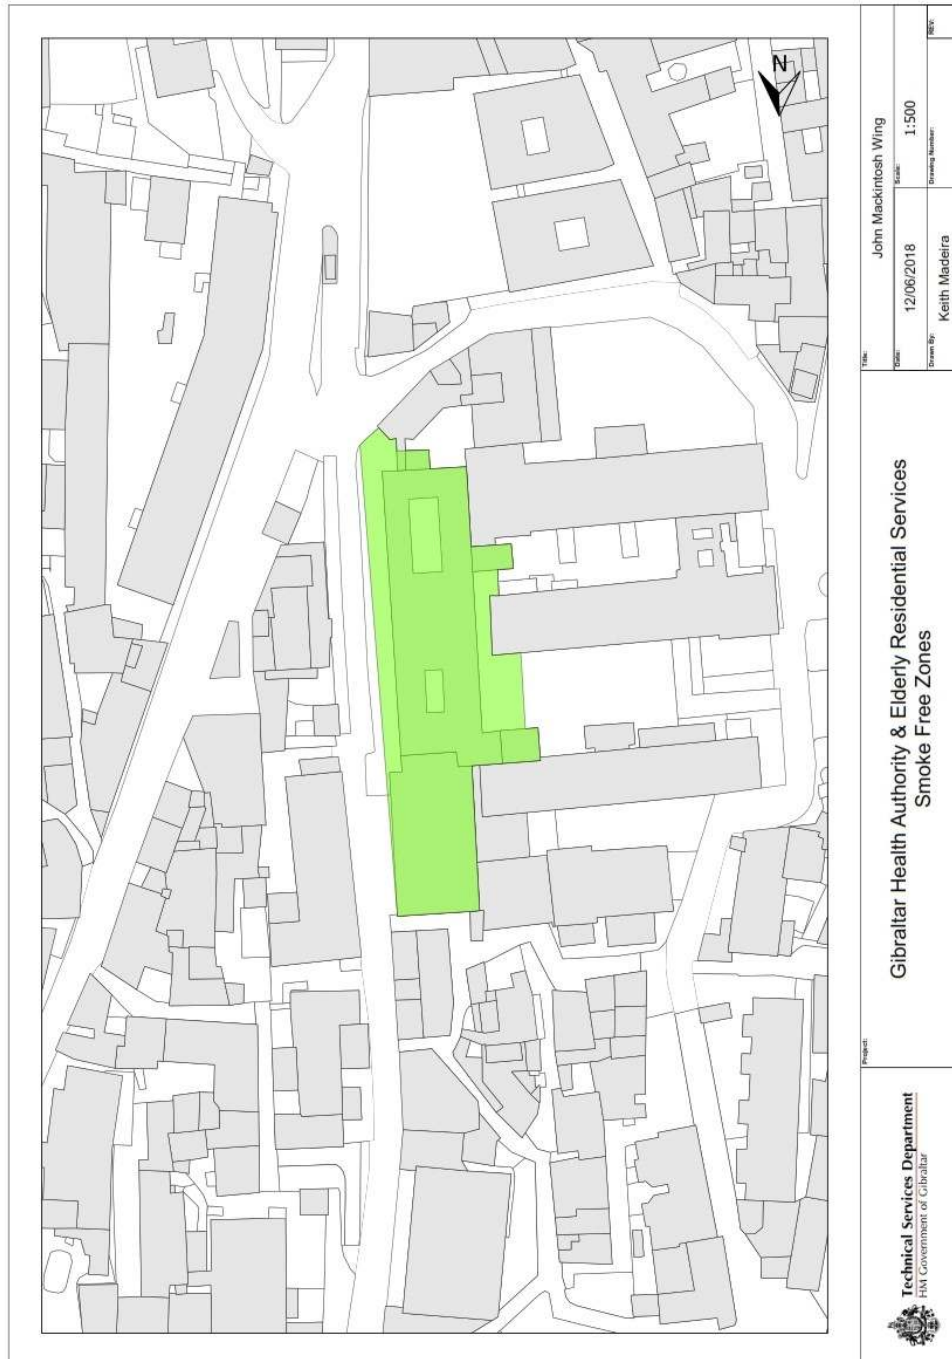 N
Technical Services Department
HM Government of Gibraltar
Project:
Gibraltar Health Authority & Elderly Residential Services
Smoke Free Zones
Title:
John Mackintosh Wing
Date:
12/06/2018
Scale:
1:500
Drawn By:
Keith Madeira
Drawing Number:
REV: